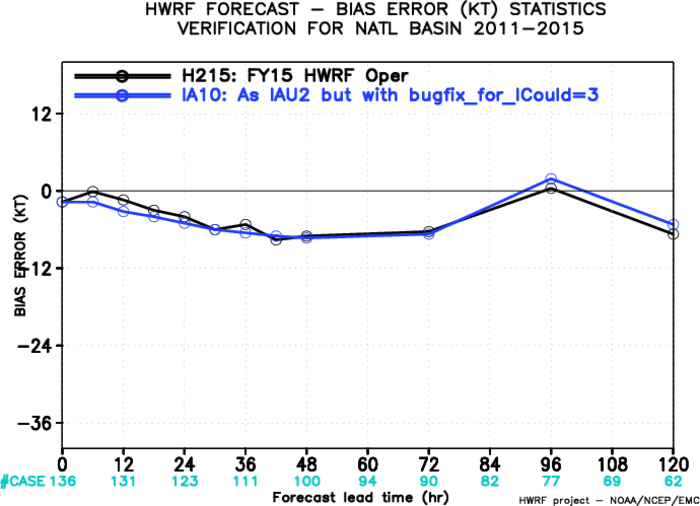 HWRF FORECAST – BIAS ERROR (KT) STATISTICS
VERIFICATION FOR NATL BASIN 2011–2015
H215: FY15 HWRF Oper
IA10: As IAU2 but with bugfix_for_ICould=3
12
0
−12
−24
−36
BIAS ERROR (KT)
0 12 24 36 48 60 72 84 96 108 120
#CASE 136 131 123 111 100 94 90 82 77 69 62
Forecast lead time (hr)
HWRF project – NOAA/NCEP/EMC